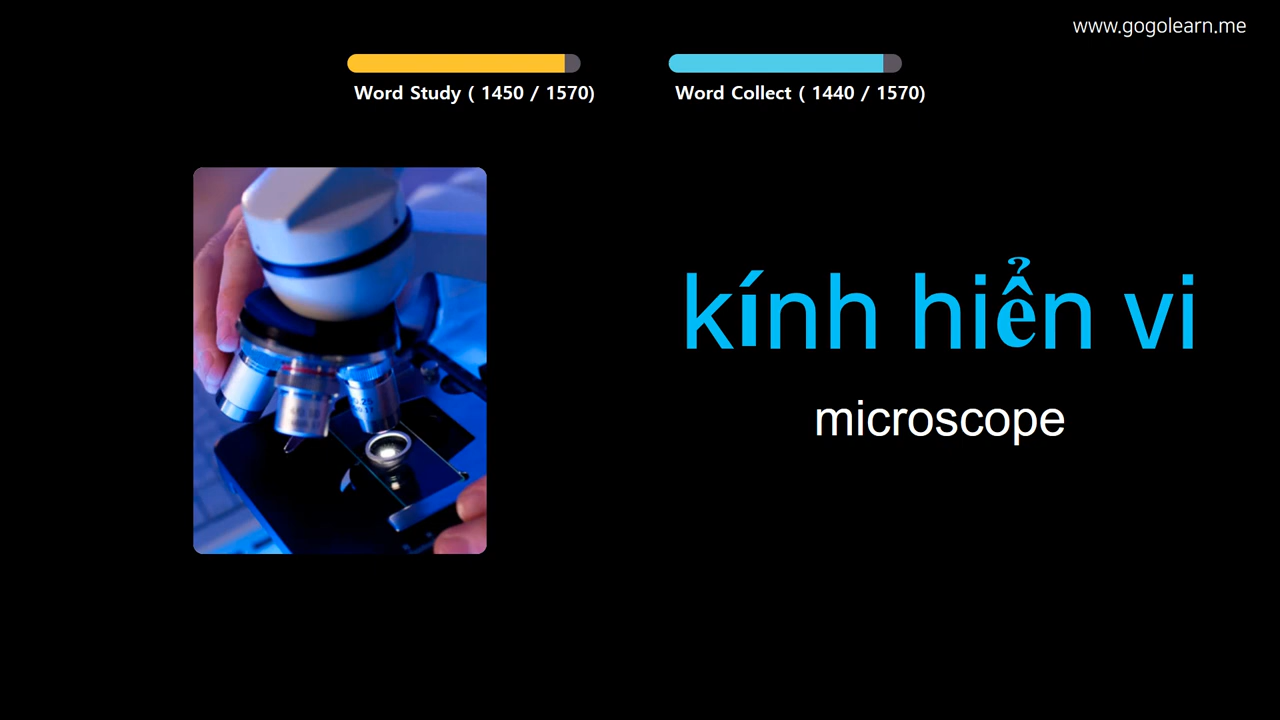 www.gogolearn.me
Word Study ( 1450 / 1570)
Word Collect ( 1440 / 1570)
kính hiển vi
microscope